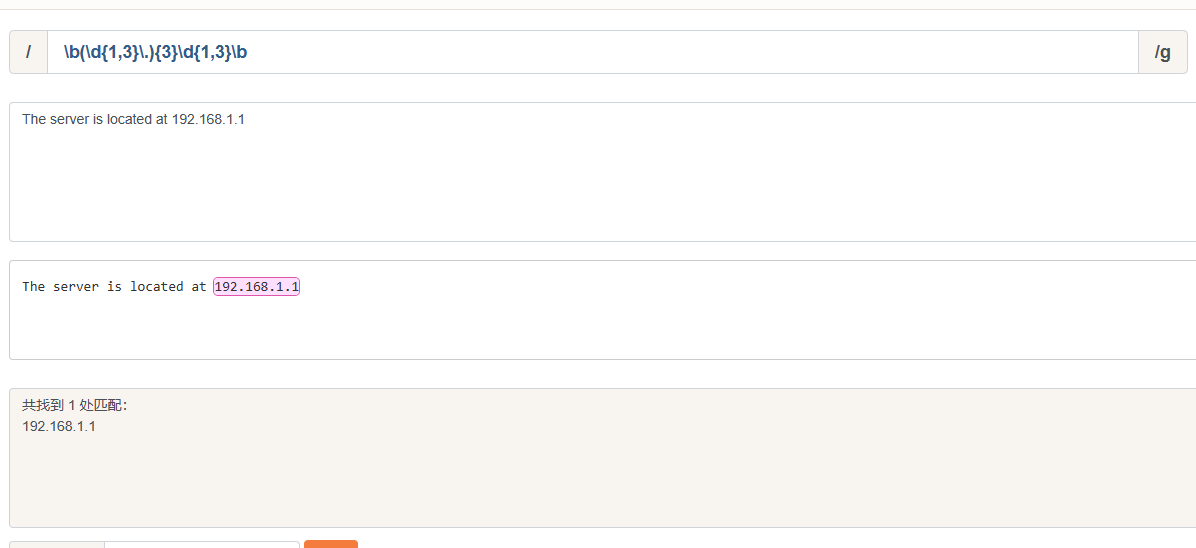 / \b(\d{1,3}\.){3}\d{1,3}\b /g
The server is located at 192.168.1.1
The server is located at 192.168.1.1
共找到 1 处匹配：
192.168.1.1